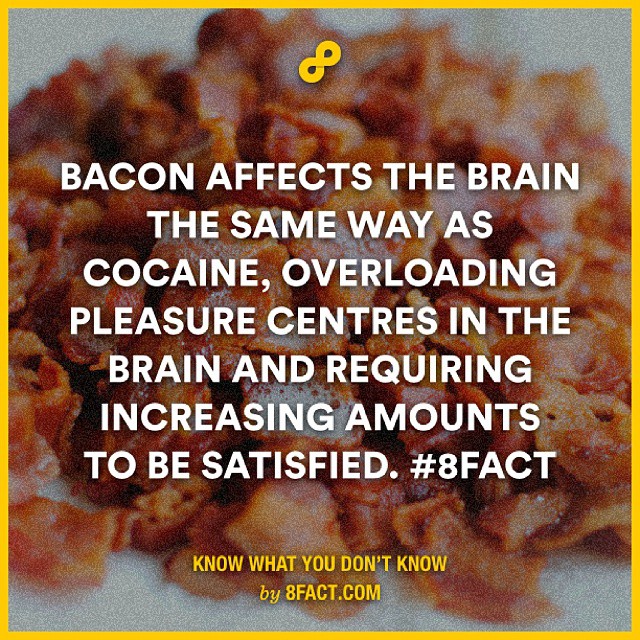 BACON AFFECTS THE BRAIN
THE SAME WAY AS
COCAINE, OVERLOADING
PLEASURE CENTRES IN THE
BRAIN AND REQUIRING
INCREASING AMOUNTS
TO BE SATISFIED. #8FACT
KNOW WHAT YOU DON'T KNOW
by 8FACT.COM